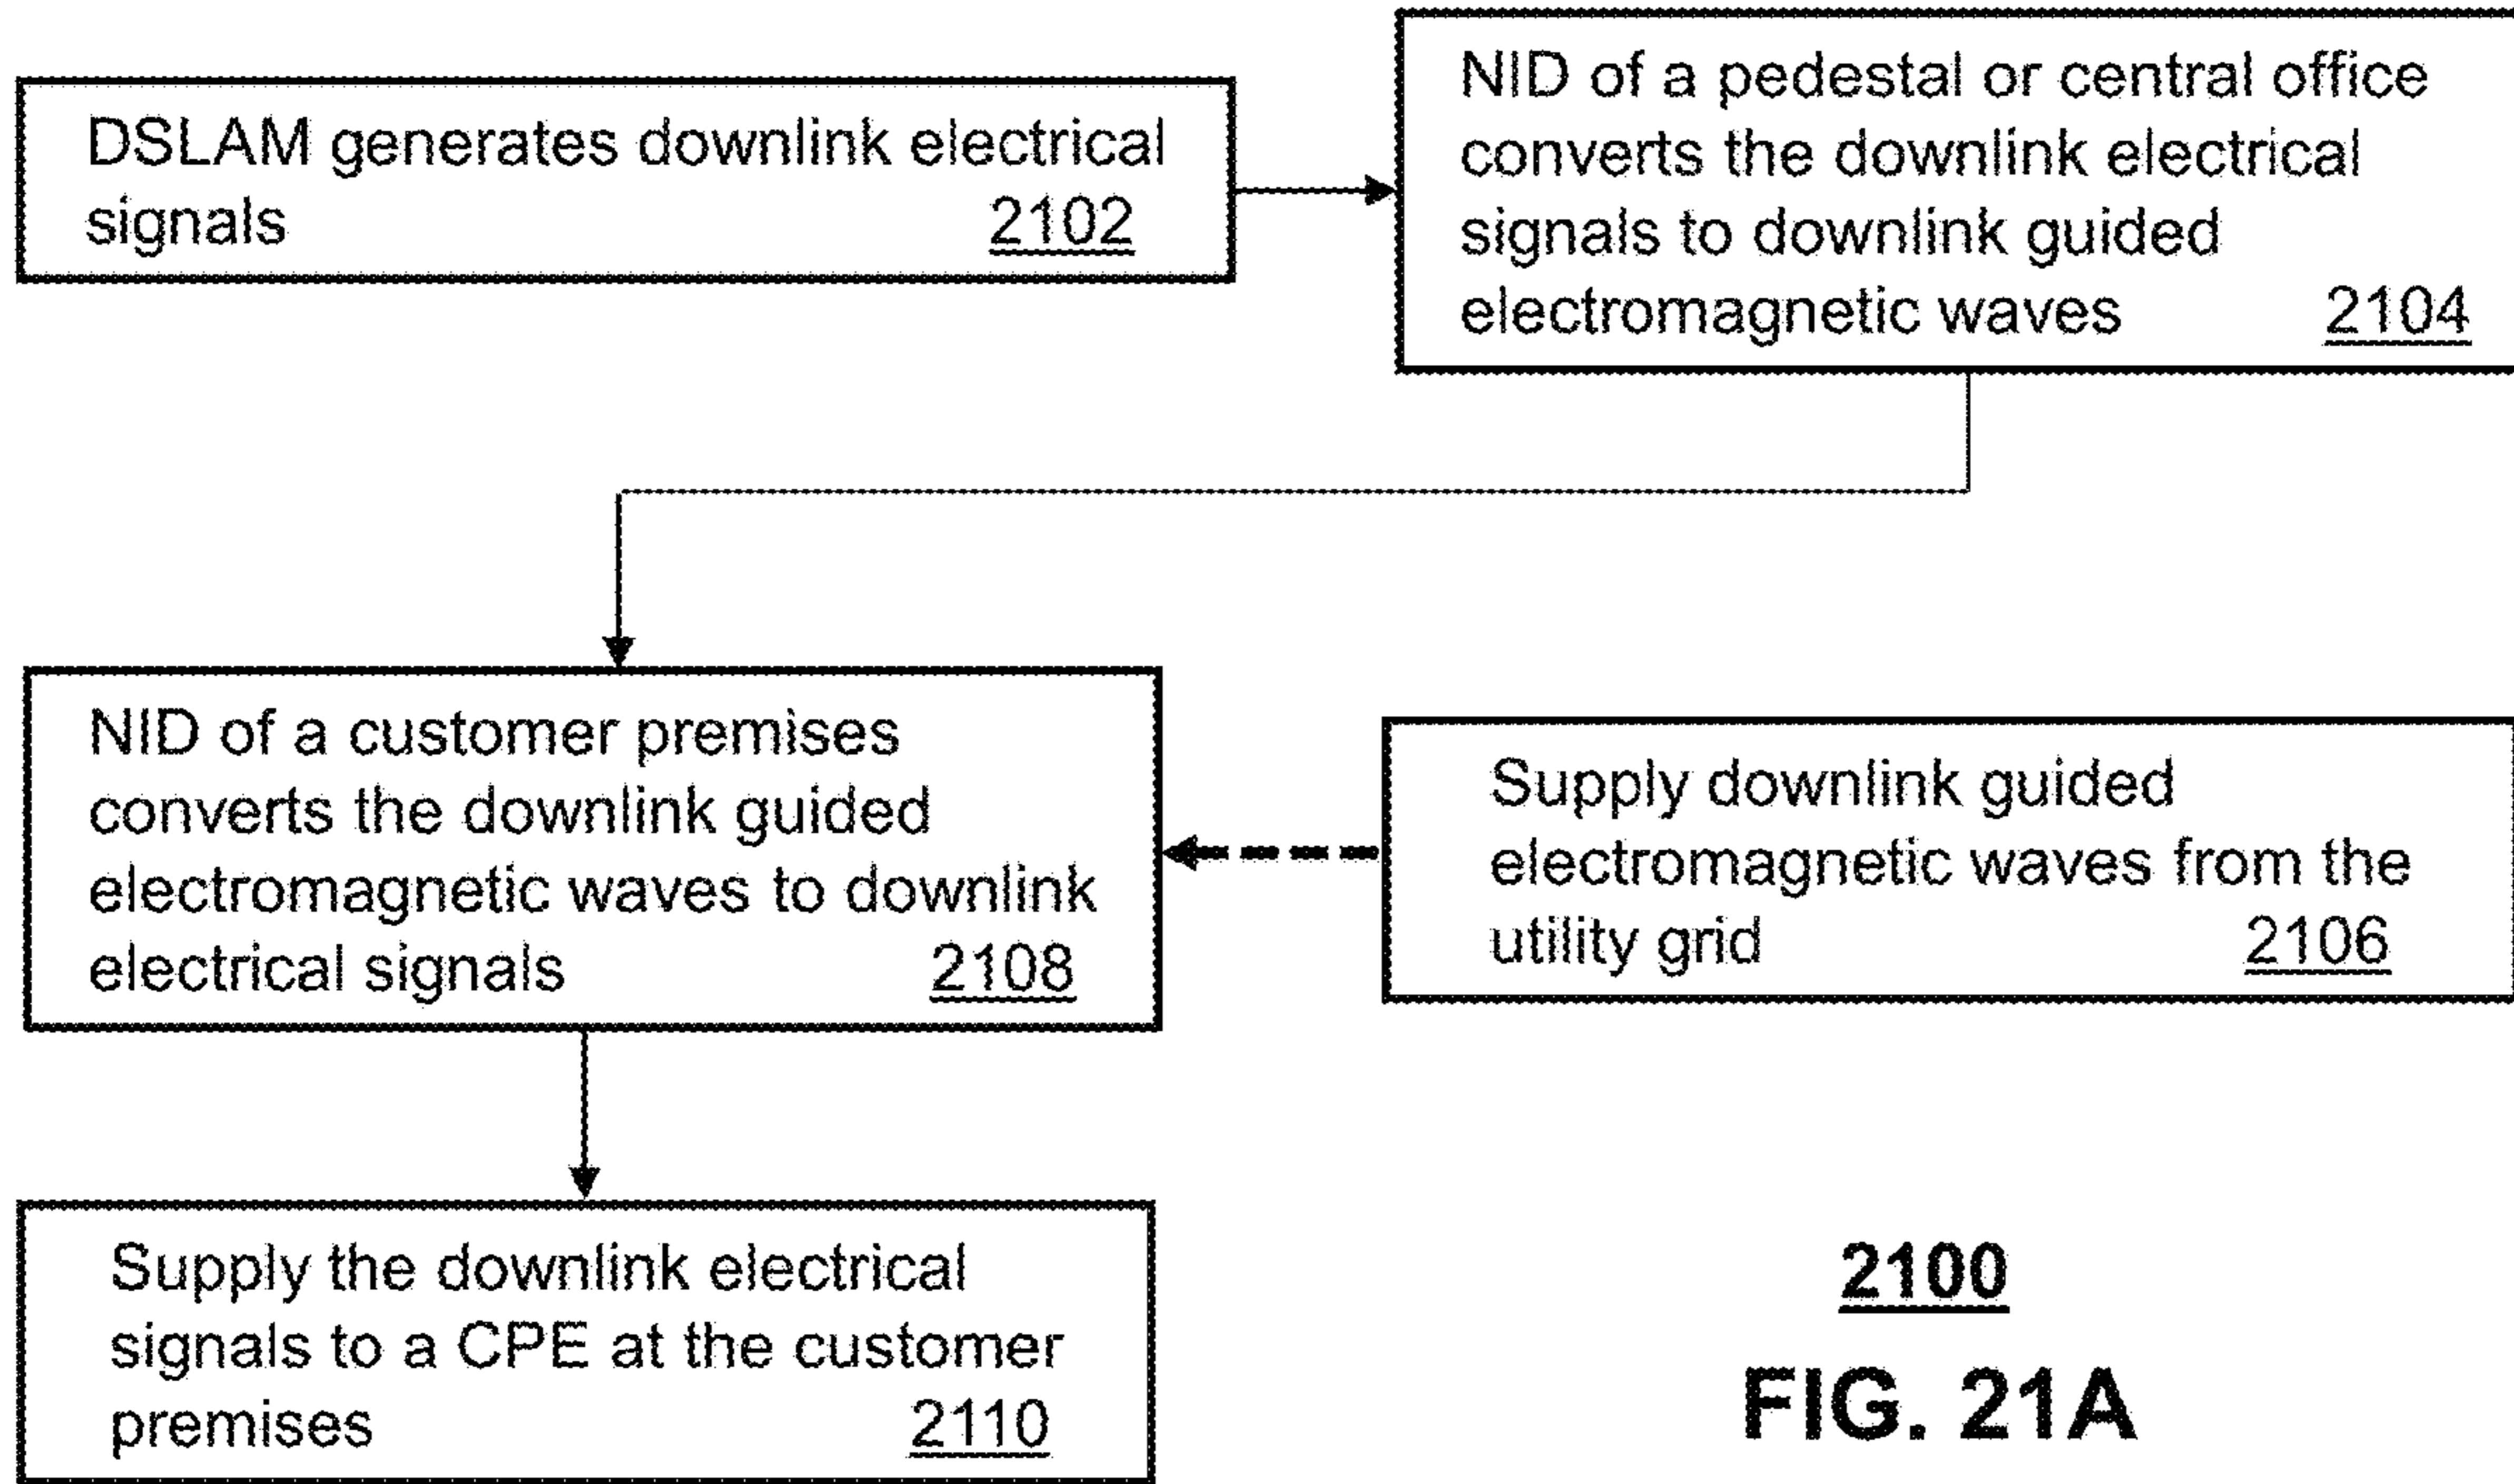 DSLAM generates downlink electrical
signals 2102
NID of a pedestal or central office
converts the downlink electrical
signals to downlink guided
electromagnetic waves 2104
NID of a customer premises
converts the downlink guided
electromagnetic waves to downlink
electrical signals 2108
Supply downlink guided
electromagnetic waves from the
utility grid 2106
Supply the downlink electrical
signals to a CPE at the customer
premises 2110
2100
FIG. 21A